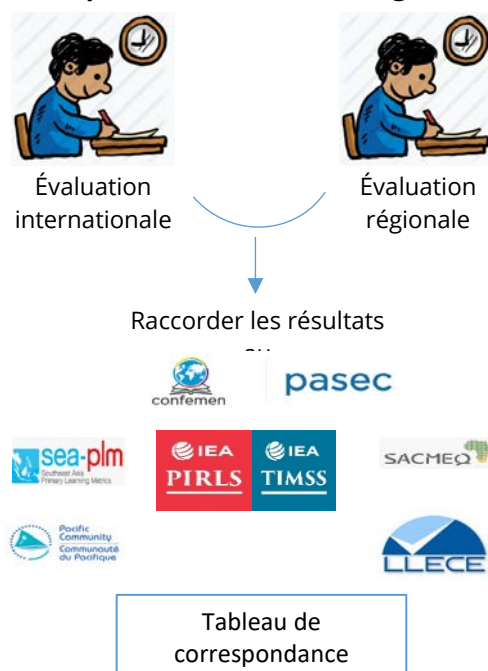 Évaluation
internationale
Évaluation
régionale
Raccorder les résultats
confemen
pasec
sea-plm
Southeast Asia
Primary Learning Metrics
IEA
PIRLS
IEA
TIMSS
SACMEQ
Pacific
Community
Communauté
du Pacifique
LLECE
Tableau de
correspondance